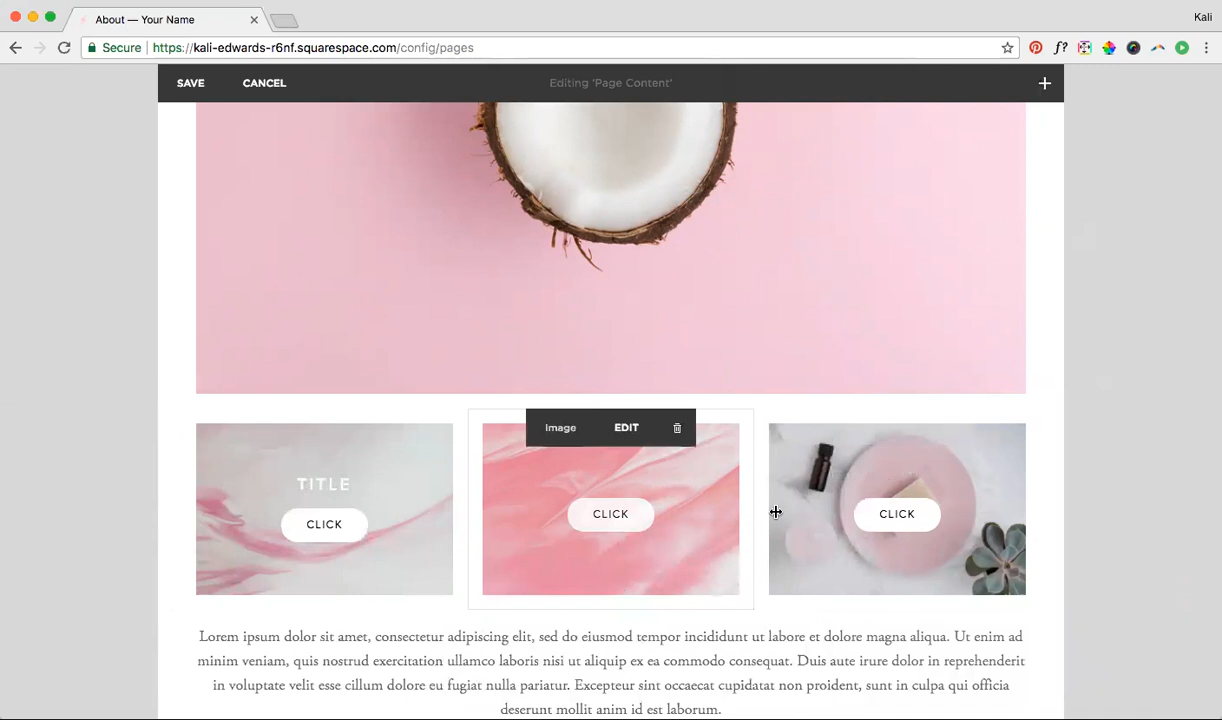 About — Your Name
Kali
Secure https://kali-edwards-r6nf.squarespace.com/config/pages
f?
SAVE CANCEL Editing 'Page Content'
Image EDIT
TITLE
CLICK
CLICK
CLICK
Lorem ipsum dolor sit amet, consectetur adipiscing elit, sed do eiusmod tempor incididunt ut labore et dolore magna aliqua. Ut enim ad
minim veniam, quis nostrud exercitation ullamco laboris nisi ut aliquip ex ea commodo consequat. Duis aute irure dolor in reprehenderit
in voluptate velit esse cillum dolore eu fugiat nulla pariatur. Excepteur sint occaecat cupidatat non proident, sunt in culpa qui officia
deserunt mollit anim id est laborum.